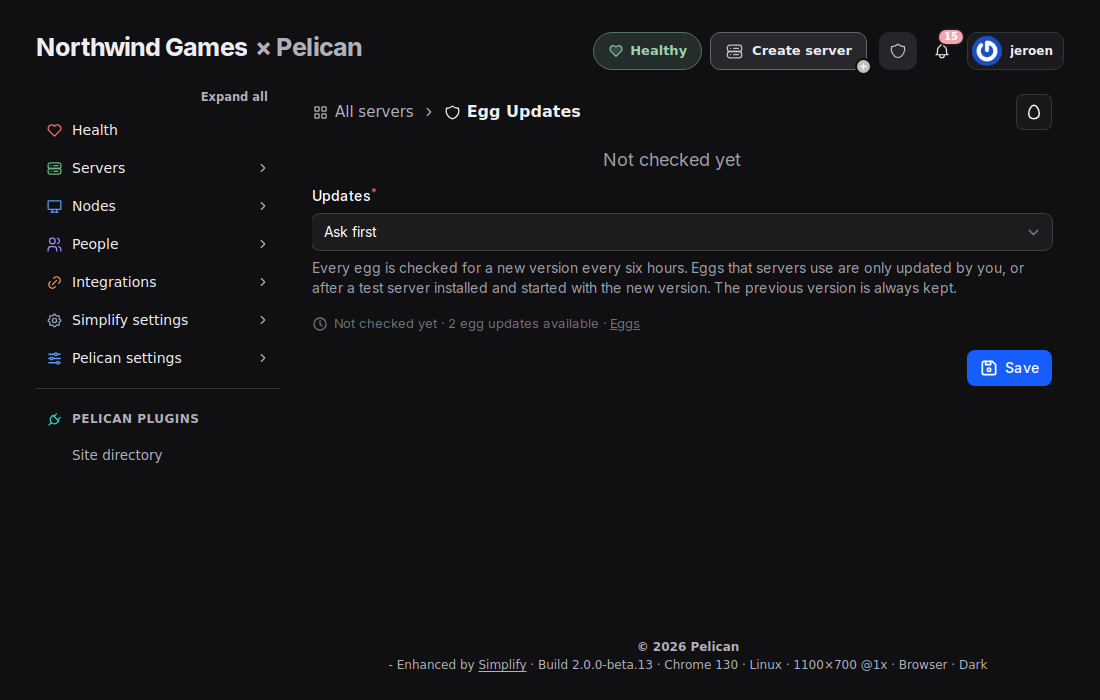 Northwind Games × Pelican
Healthy
Create server
15
jeroen
Expand all
Health
Servers
Nodes
People
Integrations
Simplify settings
Pelican settings
PELICAN PLUGINS
Site directory
All servers > Egg Updates
Not checked yet
Updates*
Ask first
Every egg is checked for a new version every six hours. Eggs that servers use are only updated by you, or
after a test server installed and started with the new version. The previous version is always kept.
Not checked yet · 2 egg updates available · Eggs
Save
© 2026 Pelican
- Enhanced by Simplify · Build 2.0.0-beta.13 · Chrome 130 · Linux · 1100×700 @1x · Browser · Dark